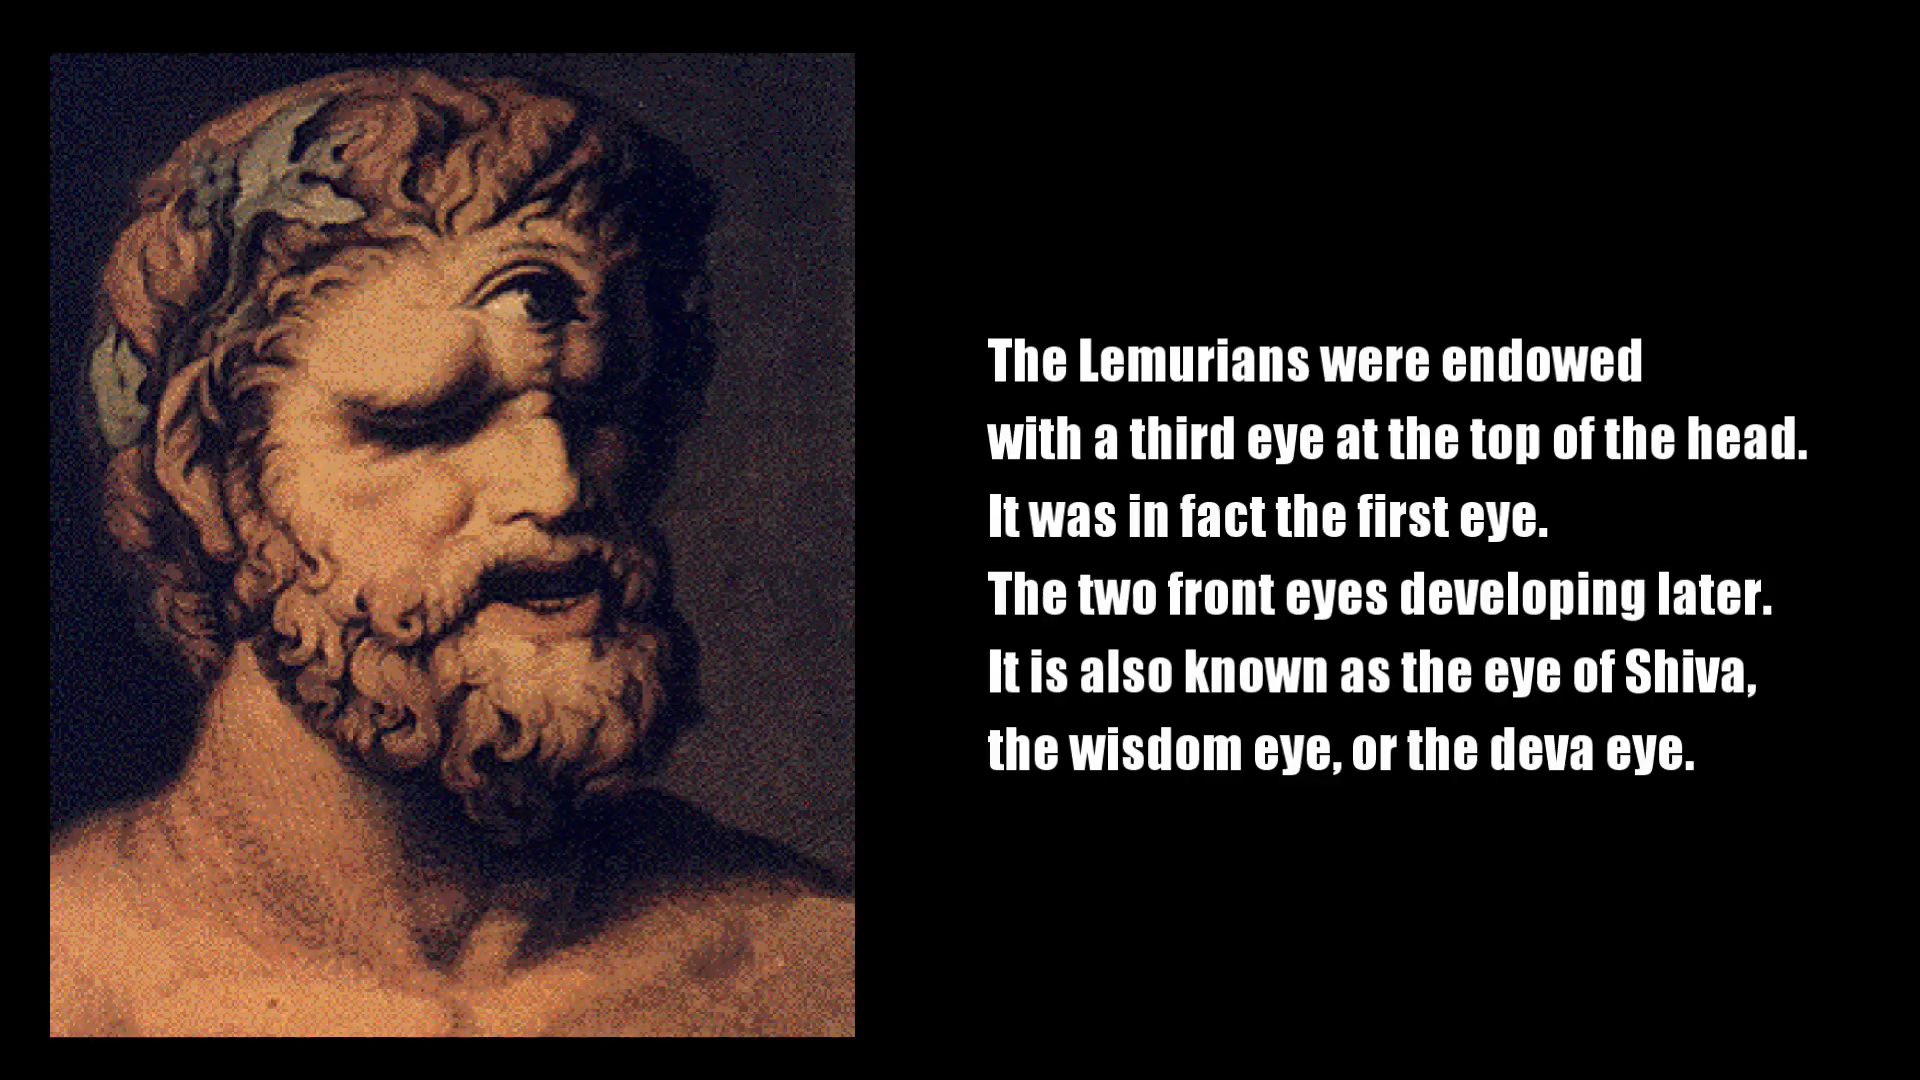 The Lemurians were endowed
with a third eye at the top of the head.
It was in fact the first eye.
The two front eyes developing later.
It is also known as the eye of Shiva,
the wisdom eye, or the deva eye.